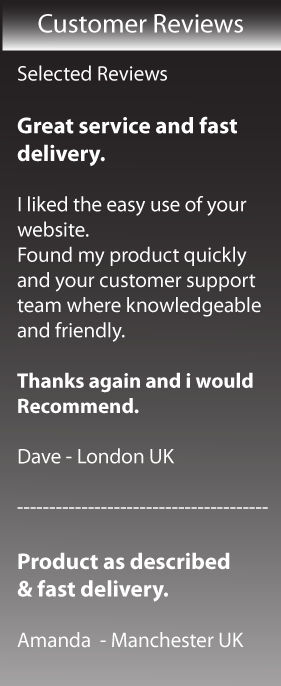 Customer Reviews
Selected Reviews
Great service and fast
delivery.
I liked the easy use of your
website.
Found my product quickly
and your customer support
team where knowledgeable
and friendly.
Thanks again and i would
Recommend.
Dave - London UK
---------------------------------------
Product as described
& fast delivery.
Amanda  - Manchester UK